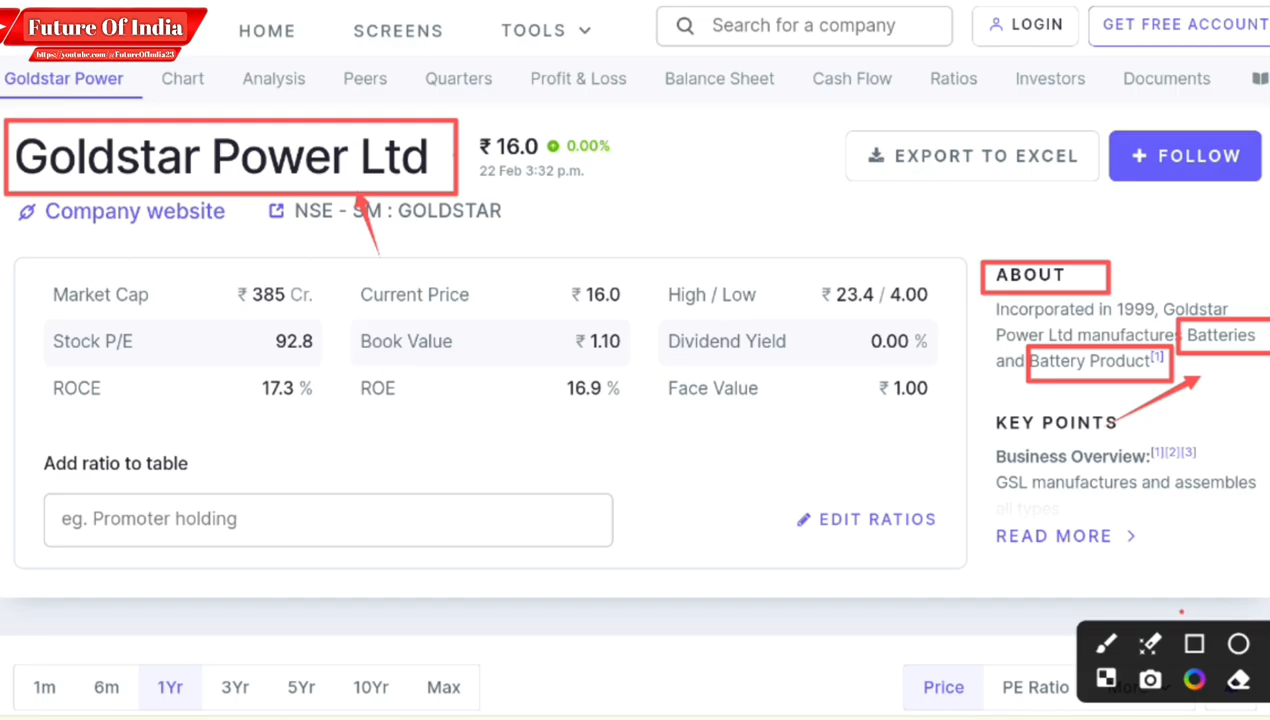 Future Of India
https://youtube.com/@FutureOfIndia23
HOME SCREENS TOOLS
Search for a company
LOGIN
GET FREE ACCOUNT
Goldstar Power Chart Analysis Peers Quarters Profit & Loss Balance Sheet Cash Flow Ratios Investors Documents
Goldstar Power Ltd
₹ 16.0 0.00%
22 Feb 3:32 p.m.
EXPORT TO EXCEL
+ FOLLOW
Company website NSE - SM : GOLDSTAR
Market Cap ₹ 385 Cr. Current Price ₹ 16.0 High / Low ₹ 23.4 / 4.00
Stock P/E 92.8 Book Value ₹ 1.10 Dividend Yield 0.00 %
ROCE 17.3 % ROE 16.9 % Face Value ₹ 1.00
Add ratio to table
eg. Promoter holding
EDIT RATIOS
ABOUT
Incorporated in 1999, Goldstar
Power Ltd manufactures Batteries
and Battery Product[1]
KEY POINTS
Business Overview:[1][2][3]
GSL manufactures and assembles
all types
READ MORE
1m 6m 1Yr 3Yr 5Yr 10Yr Max
Price PE Ratio More